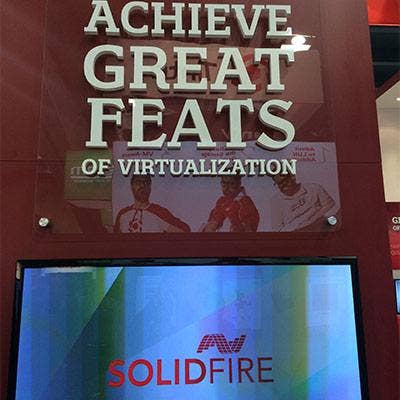 ACHIEVE
GREAT
FEATS
OF VIRTUALIZATION
SOLIDFIRE